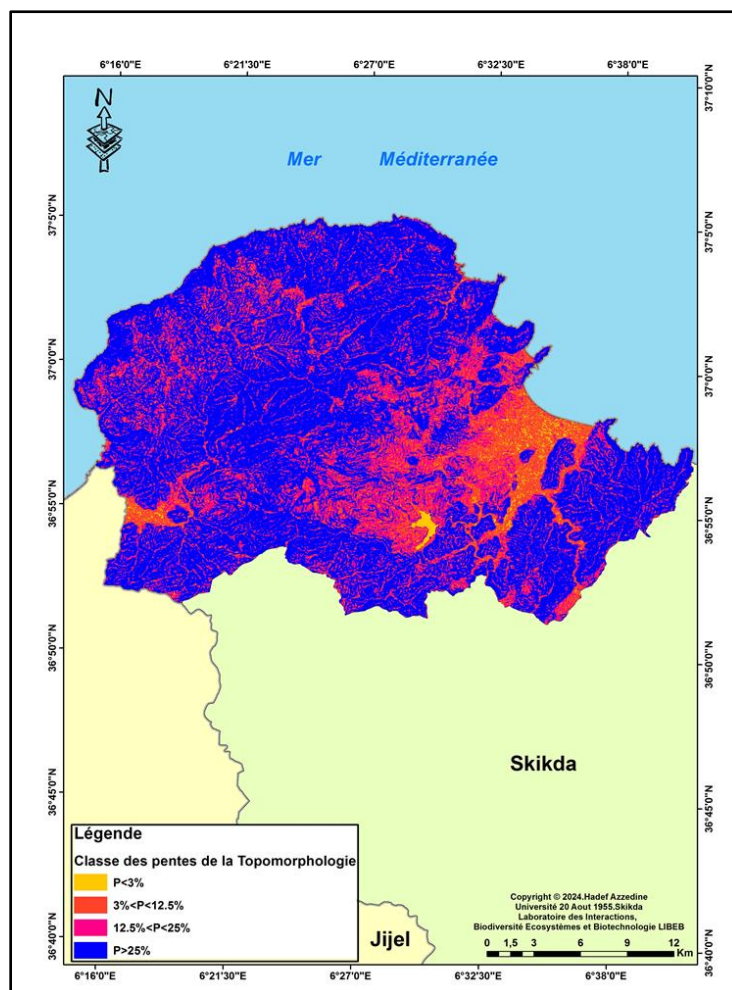 6°16'0"E 6°21'30"E 6°27'0"E 6°32'30"E 6°38'0"E
N
37°10'0"N
Mer Méditerranée
37°5'0"N 37°5'0"N
37°0'0"N 37°0'0"N
36°55'0"N 36°55'0"N
36°50'0"N 36°50'0"N
Skikda
36°45'0"N 36°45'0"N
Légende
Classe des pentes de la Topomorphologie
P<3%
3%<P<12.5%
12.5%<P<25%
P>25%
Copyright © 2024.Hadef Azzedine
Université 20 Aout 1955.Skikda
Laboratoire des Interactions,
Biodiversité Ecosystèmes et Biotechnologie LIBEB
Jijel
0 1,5 3 6 9 12
Km
36°40'0"N 36°40'0"N
6°16'0"E 6°21'30"E 6°27'0"E 6°32'30"E 6°38'0"E